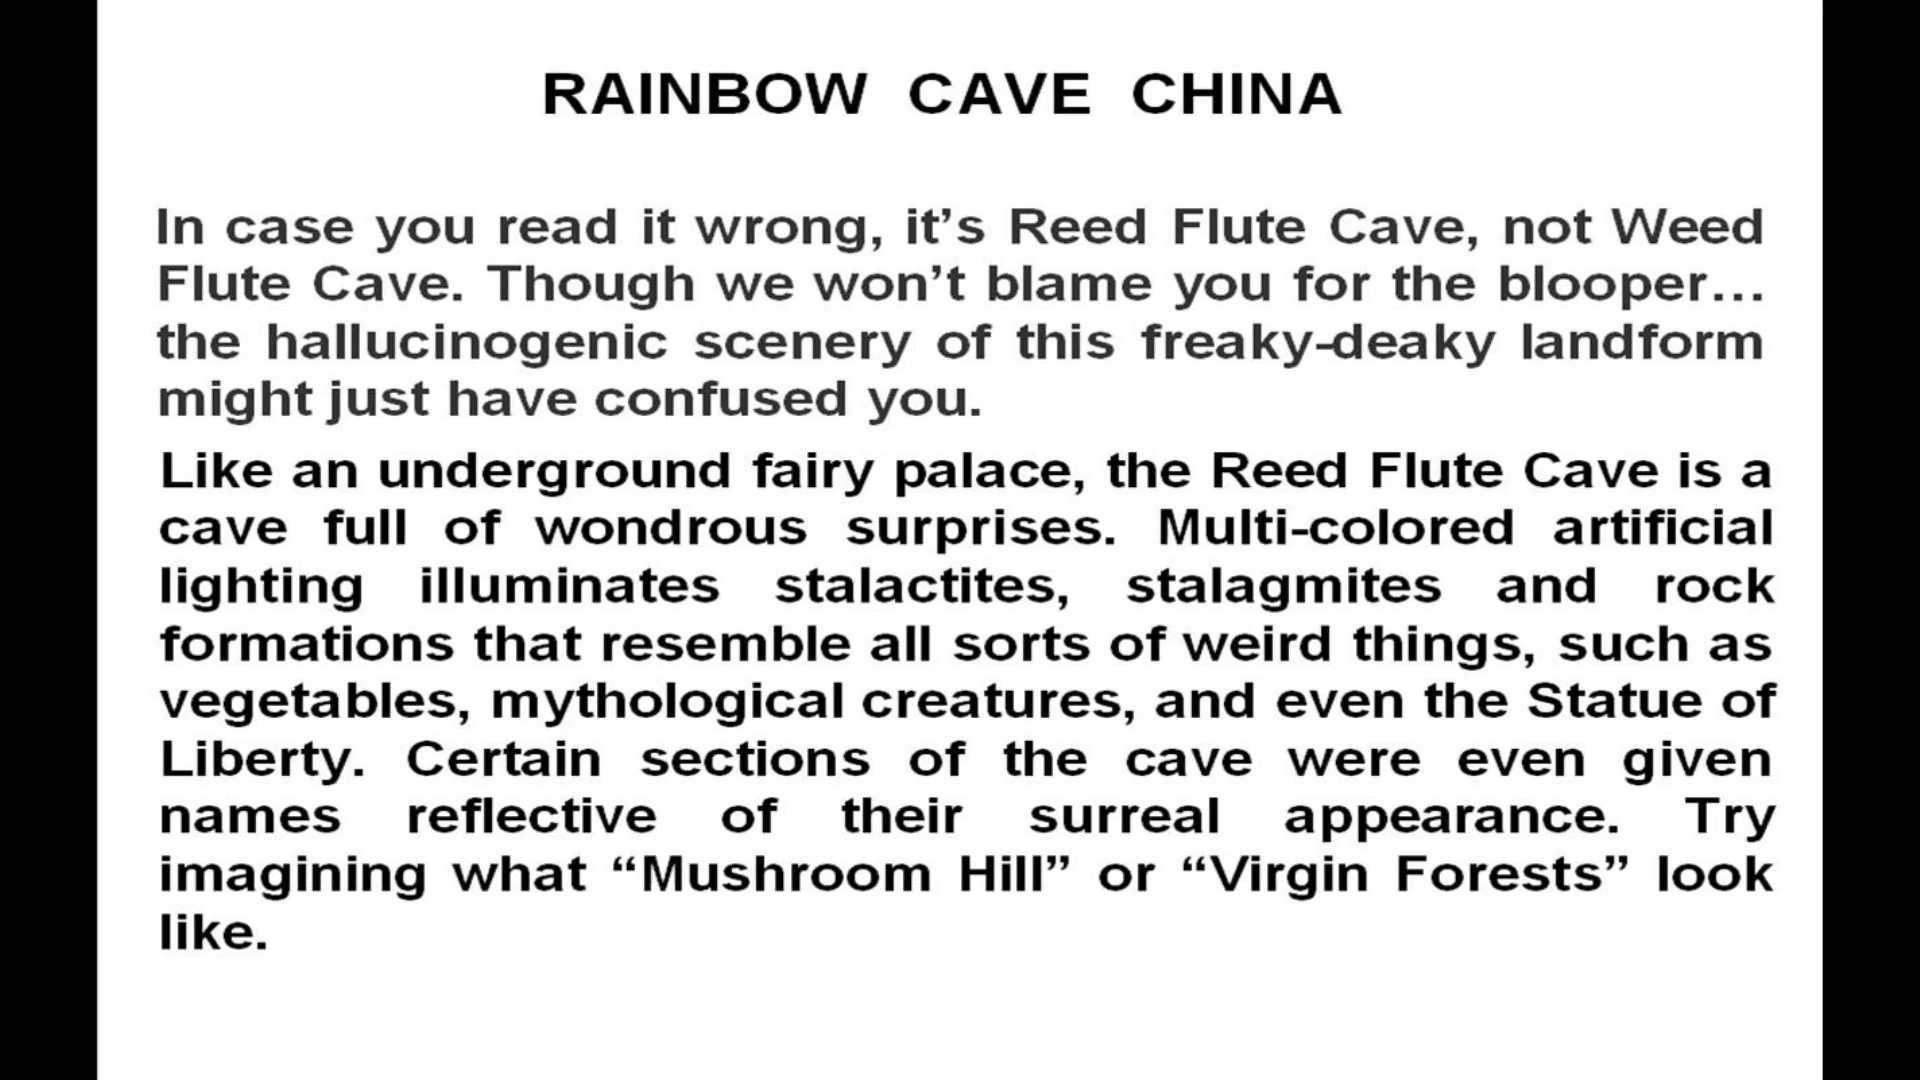 RAINBOW CAVE CHINA
In case you read it wrong, it’s Reed Flute Cave, not Weed
Flute Cave. Though we won’t blame you for the blooper…
the hallucinogenic scenery of this freaky-deaky landform
might just have confused you.
Like an underground fairy palace, the Reed Flute Cave is a
cave full of wondrous surprises. Multi-colored artificial
lighting illuminates stalactites, stalagmites and rock
formations that resemble all sorts of weird things, such as
vegetables, mythological creatures, and even the Statue of
Liberty. Certain sections of the cave were even given
names reflective of their surreal appearance. Try
imagining what “Mushroom Hill” or “Virgin Forests” look
like.